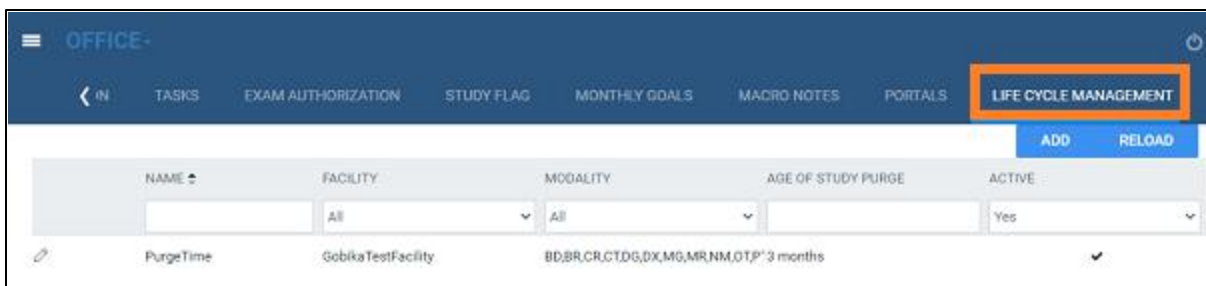 OFFICE-
IN TASKS EXAM AUTHORIZATION STUDY FLAG MONTHLY GOALS MACRO NOTES PORTALS LIFE CYCLE MANAGEMENT
ADD RELOAD
NAME FACILITY MODALITY AGE OF STUDY PURGE ACTIVE
All All Yes
PurgeTime GobikaTestFacility BD,BR,CR,CT,DG,DX,MG,MR,NM,OT,P 3 months